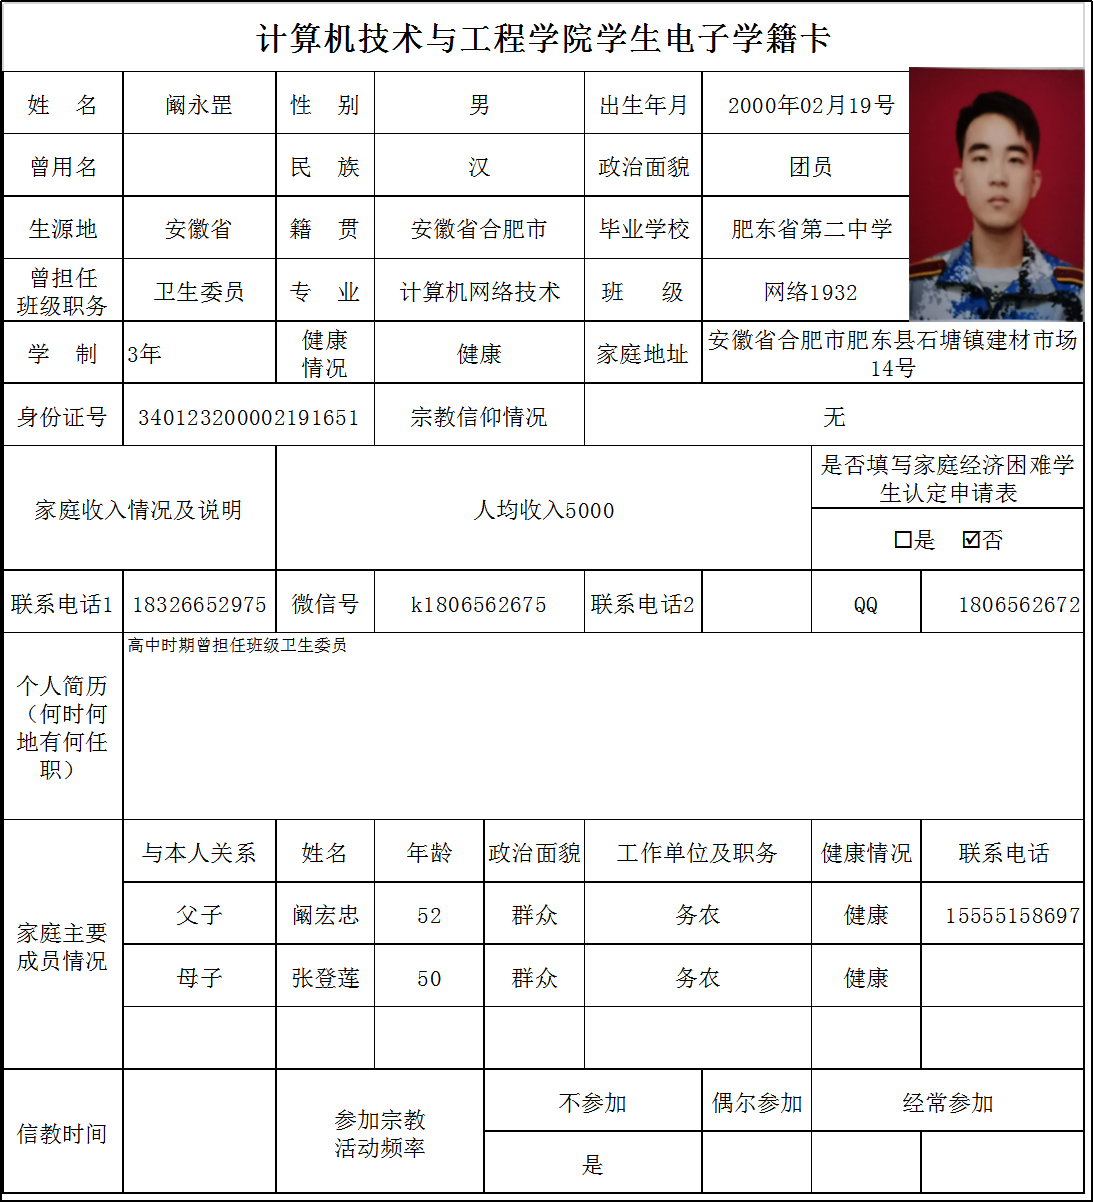 计算机技术与工程学院学生电子学籍卡
姓 名 阚永罡 性 别 男 出生年月 2000年02月19号
曾用名 民 族 汉 政治面貌 团员
生源地 安徽省 籍 贯 安徽省合肥市 毕业学校 肥东省第二中学
曾担任
班级职务 卫生委员 专 业 计算机网络技术 班 级 网络1932
学 制 3年 健康
情况 健康 家庭地址 安徽省合肥市肥东县石塘镇建材市场
14号
身份证号 340123200002191651 宗教信仰情况 无
家庭收入情况及说明 人均收入5000 是否填写家庭经济困难学
生认定申请表
☐是 ☑否
联系电话1 18326652975 微信号 k1806562675 联系电话2 QQ 1806562672
个人简历
（何时何
地有何任
职） 高中时期曾担任班级卫生委员
家庭主要
成员情况 与本人关系 姓名 年龄 政治面貌 工作单位及职务 健康情况 联系电话
父子 阚宏忠 52 群众 务农 健康 15555158697
母子 张登莲 50 群众 务农 健康
信教时间 参加宗教
活动频率 不参加 偶尔参加 经常参加
是